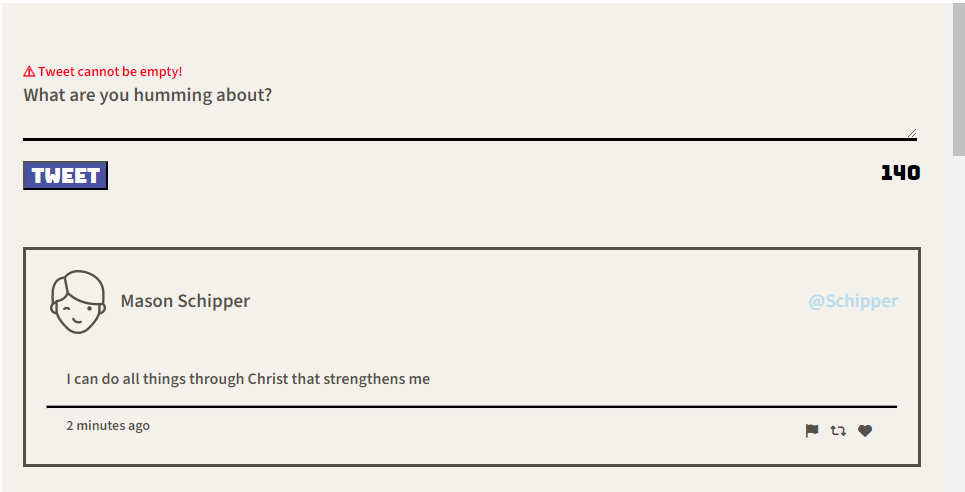 ⚠ Tweet cannot be empty!
What are you humming about?
TWEET
140
Mason Schipper
@Schipper
I can do all things through Christ that strengthens me
2 minutes ago